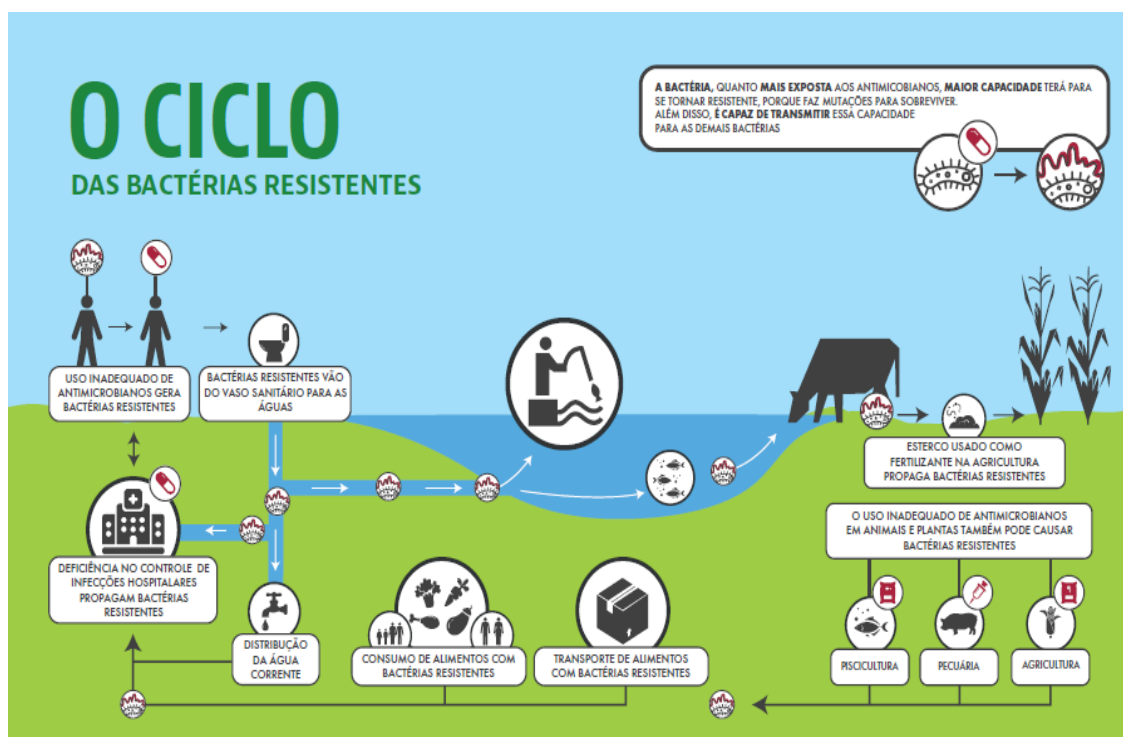 O CICLO
DAS BACTÉRIAS RESISTENTES
A BACTÉRIA, QUANTO MAIS EXPOSTA AOS ANTIMICOBIANOS, MAIOR CAPACIDADE TERÁ PARA
SE TORNAR RESISTENTE, PORQUE FAZ MUTAÇÕES PARA SOBREVIVER.
ALÉM DISSO, É CAPAZ DE TRANSMITIR ESSA CAPACIDADE
PARA AS DEMAIS BACTÉRIAS
USO INADEQUADO DE
ANTIMICROBIANOS GERA
BACTÉRIAS RESISTENTES
BACTÉRIAS RESISTENTES VÃO
DO VASO SANITÁRIO PARA AS
ÁGUAS
ESTERCO USADO COMO
FERTILIZANTE NA AGRICULTURA
PROPAGA BACTÉRIAS RESISTENTES
O USO INADEQUADO DE ANTIMICROBIANOS
EM ANIMAIS E PLANTAS TAMBÉM PODE CAUSAR
BACTÉRIAS RESISTENTES
DEFICIÊNCIA NO CONTROLE DE
INFECÇÕES HOSPITALARES
PROPAGAM BACTÉRIAS
RESISTENTES
DISTRIBUIÇÃO
DA ÁGUA
CORRENTE
CONSUMO DE ALIMENTOS COM
BACTÉRIAS RESISTENTES
TRANSPORTE DE ALIMENTOS
COM BACTÉRIAS RESISTENTES
PISCICULTURA
PECUÁRIA
AGRICULTURA